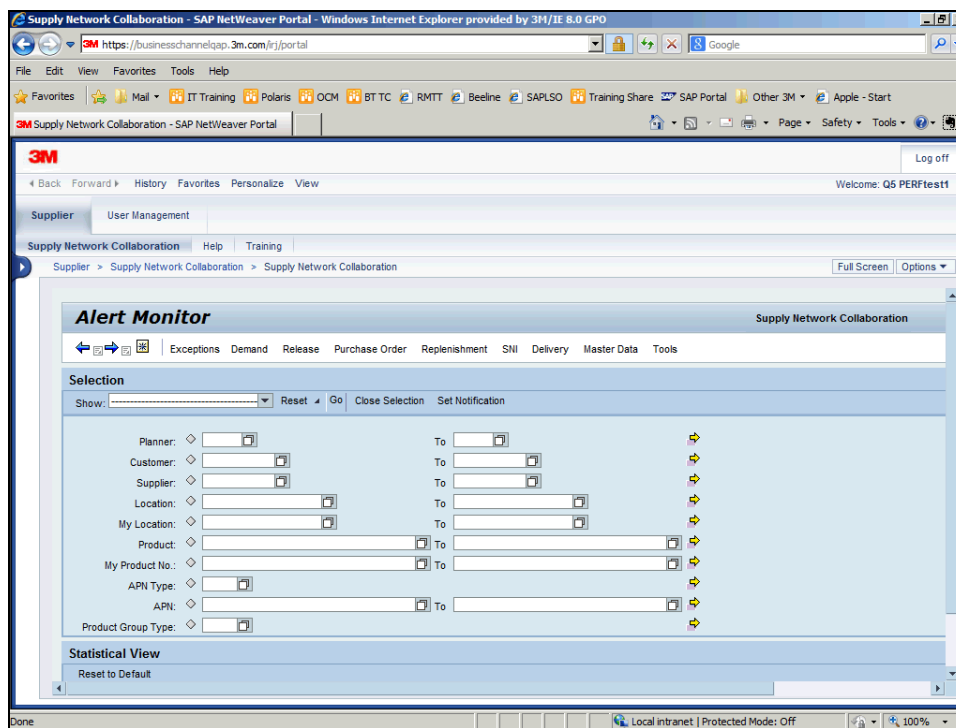 Supply Network Collaboration - SAP NetWeaver Portal - Windows Internet Explorer provided by 3M/IE 8.0 GPO
3M https://businesschannelqap.3m.com/irj/portal
Google
File Edit View Favorites Tools Help
Favorites Mail IT Training Polaris OCM BT TC RMTT Beeline SAPLSO Training Share SAP Portal Other 3M Apple - Start
3M Supply Network Collaboration - SAP NetWeaver Portal Page Safety Tools
3M Log off
Back Forward History Favorites Personalize View Welcome: Q5 PERFtest1
Supplier User Management
Supply Network Collaboration Help Training
Supplier > Supply Network Collaboration > Supply Network Collaboration Full Screen Options
Alert Monitor Supply Network Collaboration
Exceptions Demand Release Purchase Order Replenishment SNI Delivery Master Data Tools
Selection
Show: Reset Go Close Selection Set Notification
Planner: To
Customer: To
Supplier: To
Location: To
My Location: To
Product: To
My Product No.: To
APN Type:
APN: To
Product Group Type:
Statistical View
Reset to Default
Done Local intranet | Protected Mode: Off 100%